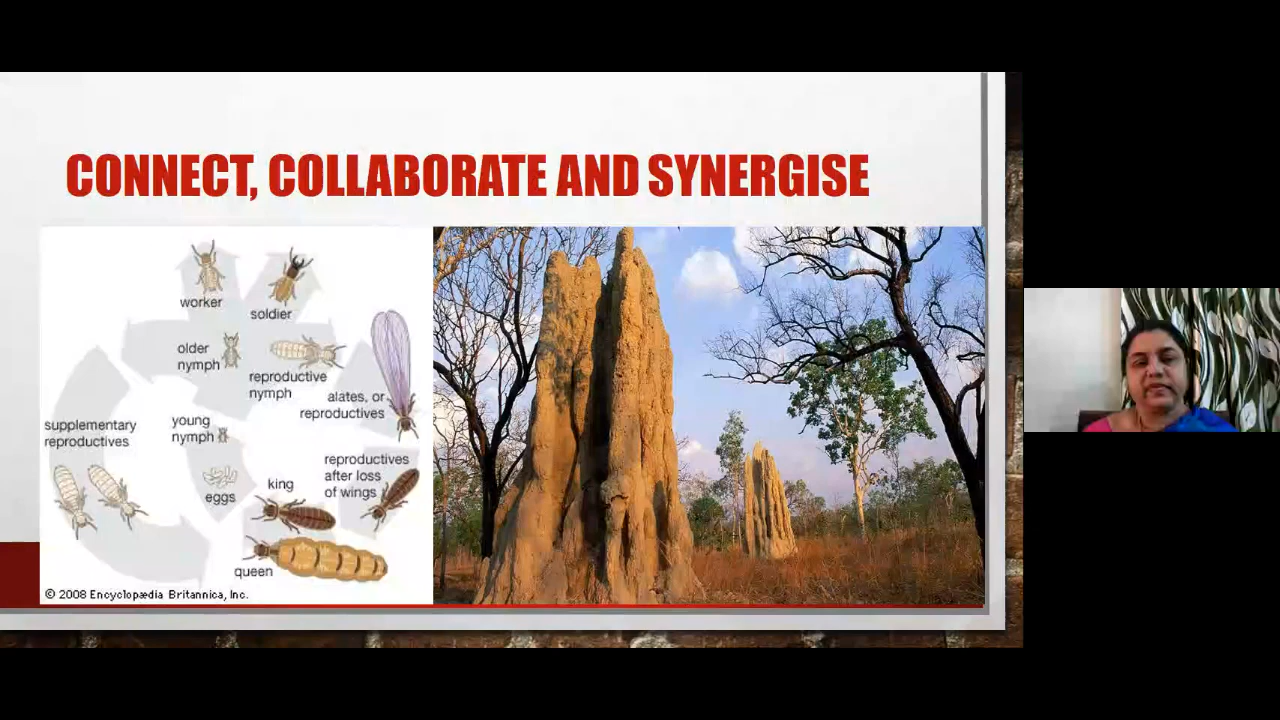 CONNECT, COLLABORATE AND SYNERGISE
worker
soldier
older
nymph
reproductive
nymph
alates, or
reproductives
supplementary
reproductives
young
nymph
reproductives
after loss
of wings
eggs
king
queen
© 2008 Encyclopædia Britannica, Inc.